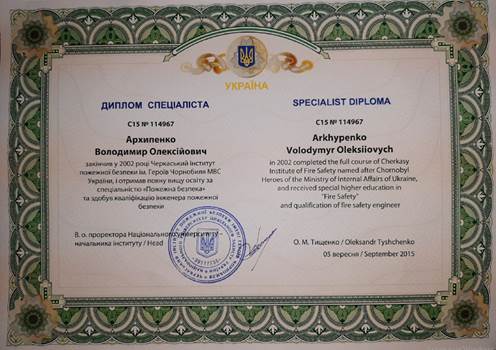 УКРАЇНА
ДИПЛОМ СПЕЦІАЛІСТА
С15 № 114967
Архипенко
Володимир Олексійович
закінчив у 2002 році Черкаський інститут
пожежної безпеки ім. Героїв Чорнобиля МВС
України, і отримав повну вищу освіту за
спеціальністю «Пожежна безпека»
та здобув кваліфікацію інженера пожежної
безпеки
В. о. проректора Національного університету –
начальника інституту / Head
SPECIALIST DIPLOMA
С15 № 114967
Arkhypenko
Volodymyr Oleksiiovych
in 2002 completed the full course of Cherkasy
Institute of Fire Safety named after Chornobyl
Heroes of the Ministry of Internal Affairs of Ukraine,
and received special higher education in
"Fire Safety"
and qualification of fire safety engineer
О. М. Тищенко / Oleksandr Tyshchenko
05 вересня / September 2015